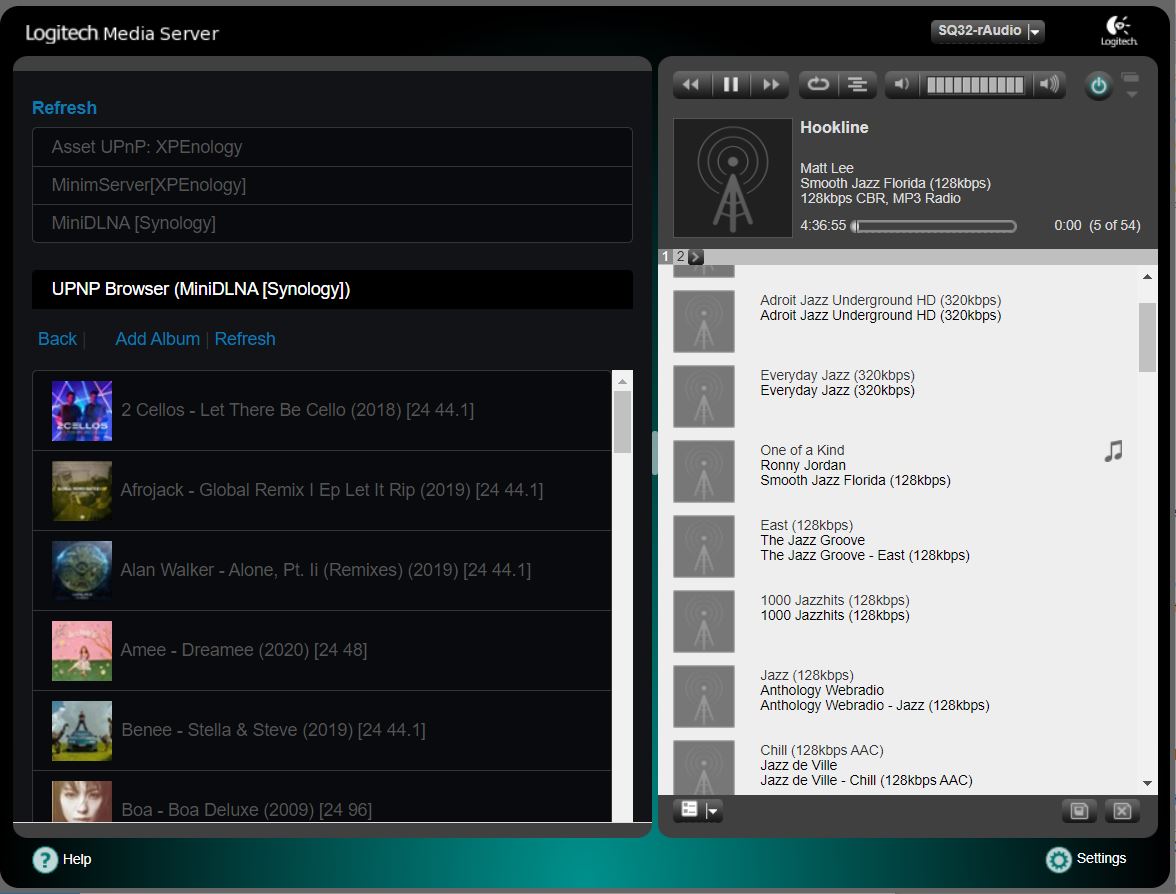 Logitech Media Server
SQ32-rAudio
Logitech
Refresh
Asset UPnP: XPEnology
MinimServer[XPEnology]
MiniDLNA [Synology]
UPNP Browser (MiniDLNA [Synology])
Back | Add Album | Refresh
2CELLOS
2 Cellos - Let There Be Cello (2018) [24 44.1]
Afrojack - Global Remix I Ep Let It Rip (2019) [24 44.1]
Alan Walker - Alone, Pt. Ii (Remixes) (2019) [24 44.1]
Amee - Dreamee (2020) [24 48]
Benee - Stella & Steve (2019) [24 44.1]
Boa - Boa Deluxe (2009) [24 96]
Hookline
Matt Lee
Smooth Jazz Florida (128kbps)
128kbps CBR, MP3 Radio
4:36:55 0:00 (5 of 54)
1 2
Adroit Jazz Underground HD (320kbps)
Adroit Jazz Underground HD (320kbps)
Everyday Jazz (320kbps)
Everyday Jazz (320kbps)
One of a Kind
Ronny Jordan
Smooth Jazz Florida (128kbps)
East (128kbps)
The Jazz Groove
The Jazz Groove - East (128kbps)
1000 Jazzhits (128kbps)
1000 Jazzhits (128kbps)
Jazz (128kbps)
Anthology Webradio
Anthology Webradio - Jazz (128kbps)
Chill (128kbps AAC)
Jazz de Ville
Jazz de Ville - Chill (128kbps AAC)
? Help
Settings